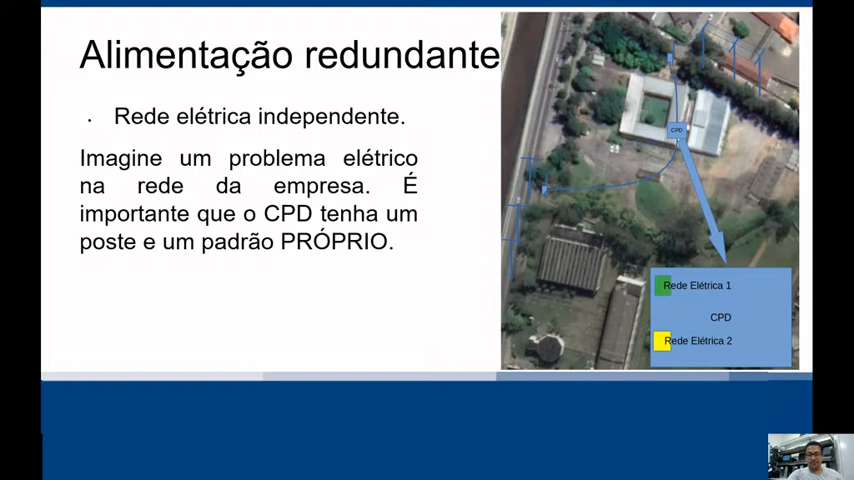 Alimentação redundante
• Rede elétrica independente.
Imagine um problema elétrico
na rede da empresa. É
importante que o CPD tenha um
poste e um padrão PRÓPRIO.
CPD
Rede Elétrica 1
CPD
Rede Elétrica 2